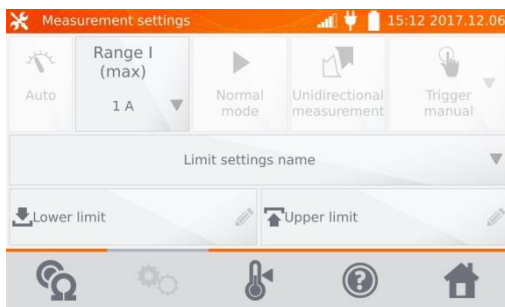 Measurement settings 15:12 2017.12.06
Auto
Range I
(max)
1 A
Normal
mode
Unidirectional
measurement
Trigger
manual
Limit settings name
Lower limit
Upper limit
Ω
?